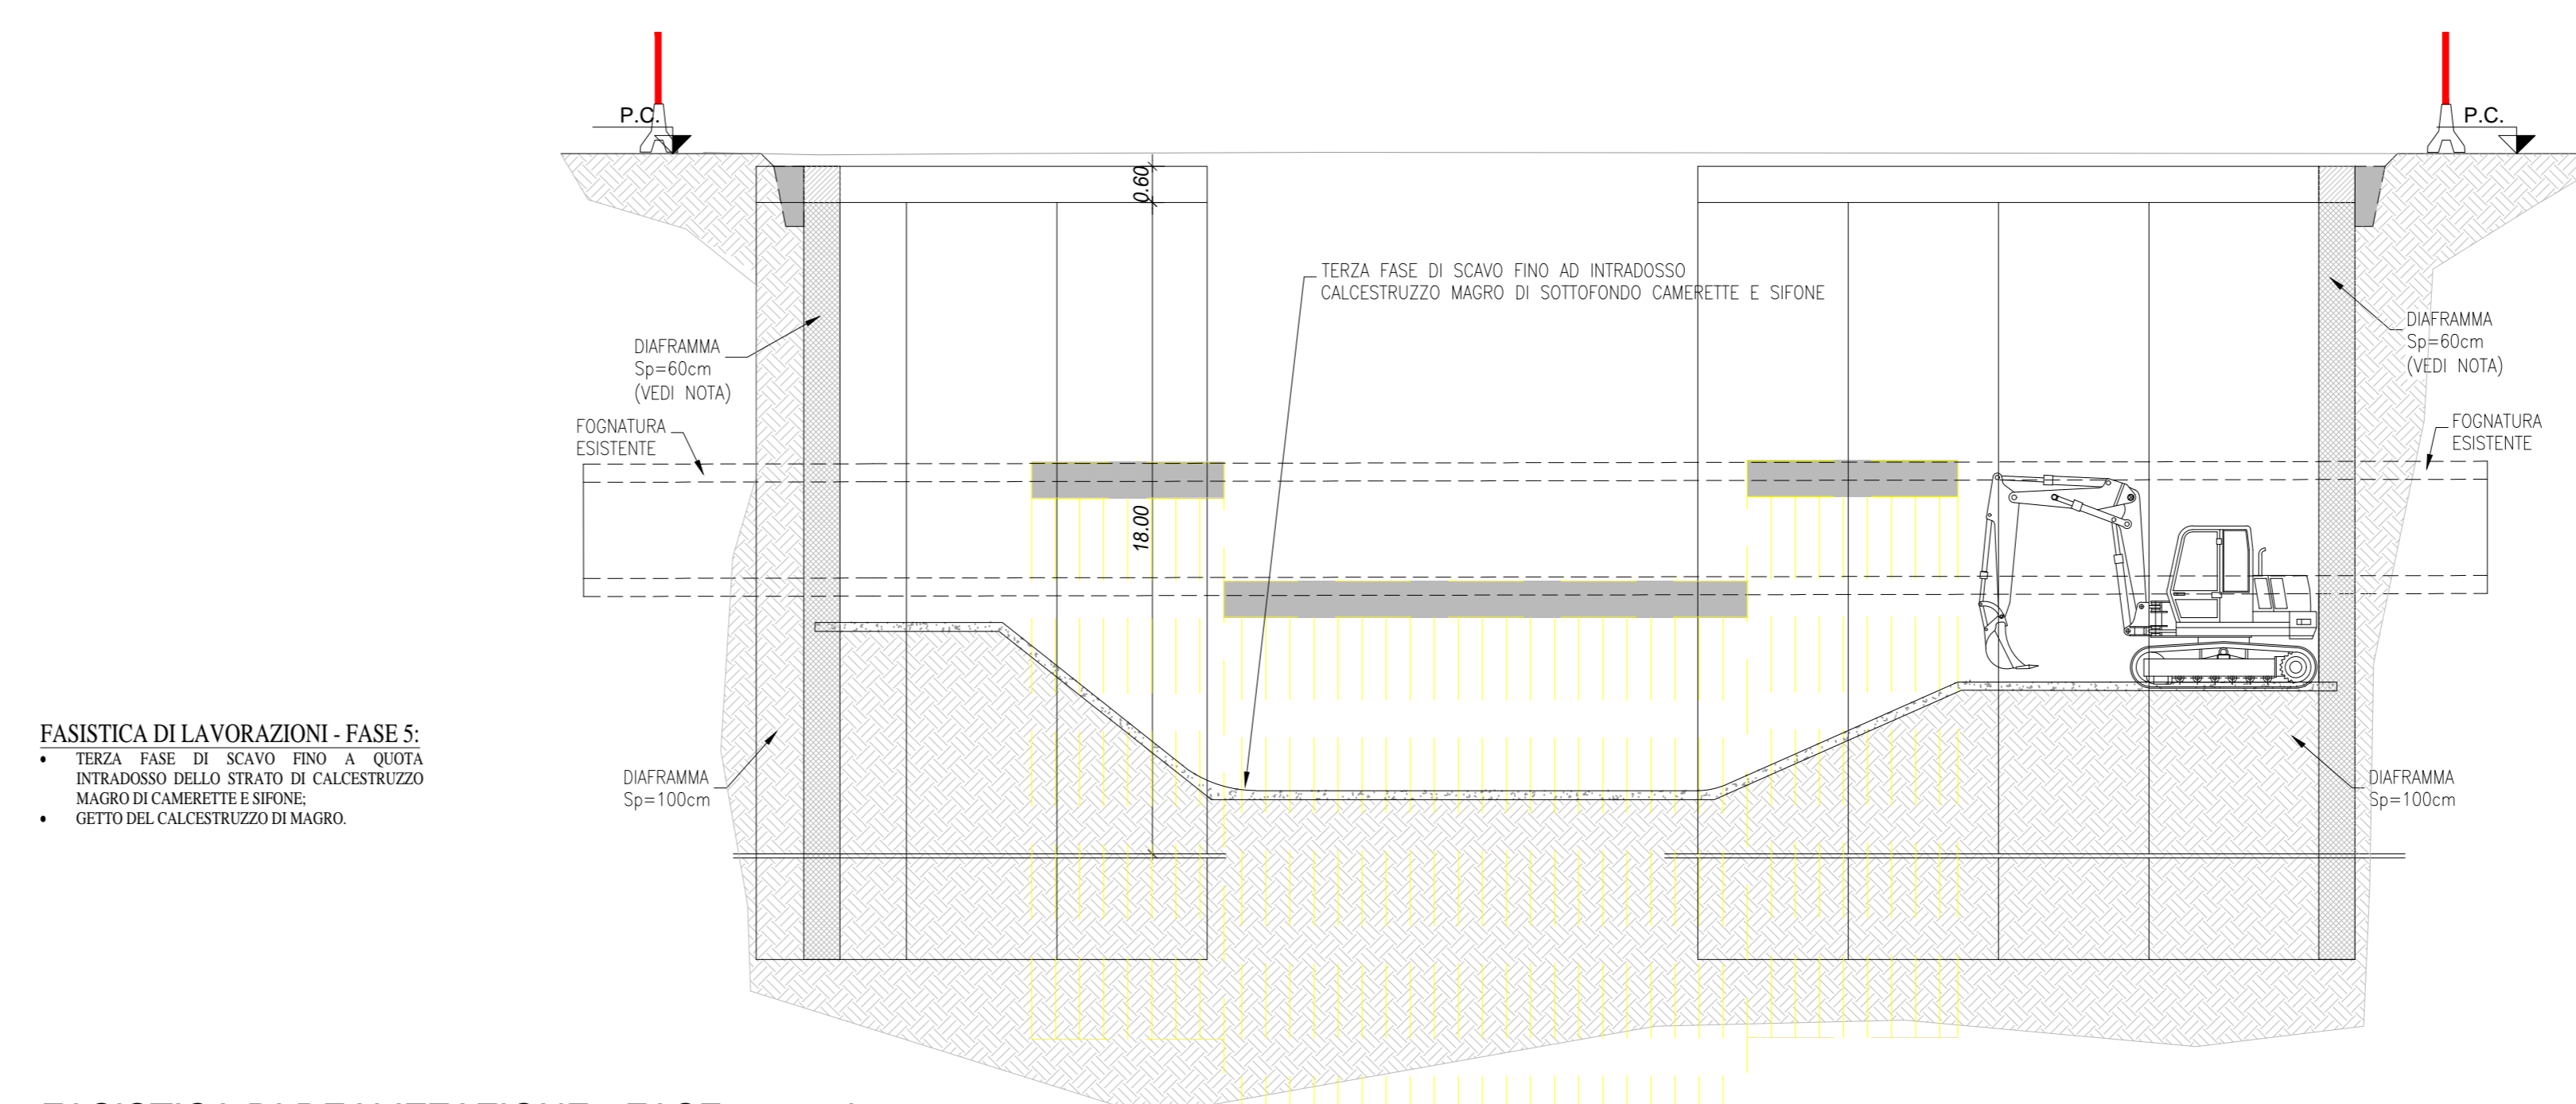 P.C.
P.C.
0.60
TERZA FASE DI SCAVO FINO AD INTRADOSSO
CALCESTRUZZO MAGRO DI SOTTOFONDO CAMERETTE E SIFONE
DIAFRAMMA
Sp=60cm
(VEDI NOTA)
DIAFRAMMA
Sp=60cm
(VEDI NOTA)
FOGNATURA
ESISTENTE
FOGNATURA
ESISTENTE
18.00
FASISTICA DI LAVORAZIONI - FASE 5:
• TERZA FASE DI SCAVO FINO A QUOTA
INTRADOSSO DELLO STRATO DI CALCESTRUZZO
MAGRO DI CAMERETTE E SIFONE;
• GETTO DEL CALCESTRUZZO DI MAGRO.
DIAFRAMMA
Sp=100cm
DIAFRAMMA
Sp=100cm